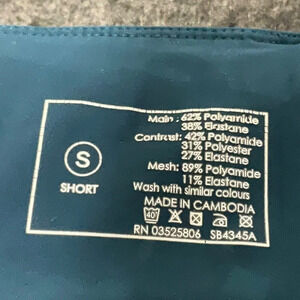 S
SHORT
Main: 62% Polyamide
38% Elastane
Contrast: 42% Polyamide
31% Polyester
27% Elastane
Mesh: 89% Polyamide
11% Elastane
Wash with similar colours
MADE IN CAMBODIA
40°
RN 03525806 SB4345A